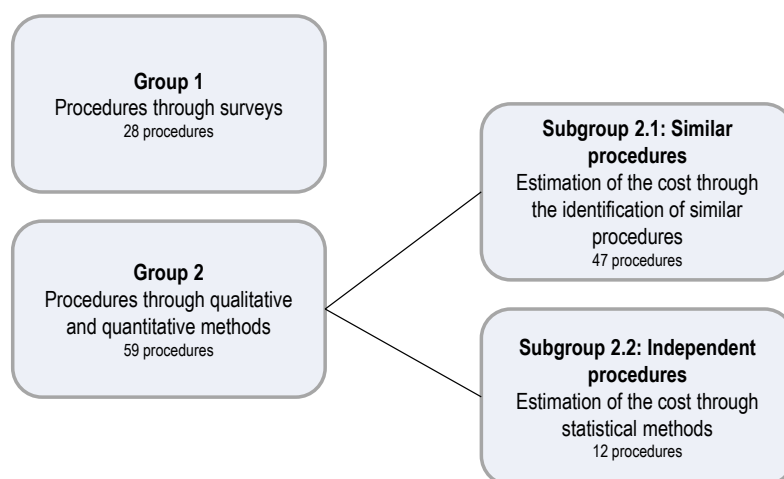 Group 1
Procedures through surveys
28 procedures
Group 2
Procedures through qualitative
and quantitative methods
59 procedures
Subgroup 2.1: Similar
procedures
Estimation of the cost through
the identification of similar
procedures
47 procedures
Subgroup 2.2: Independent
procedures
Estimation of the cost through
statistical methods
12 procedures